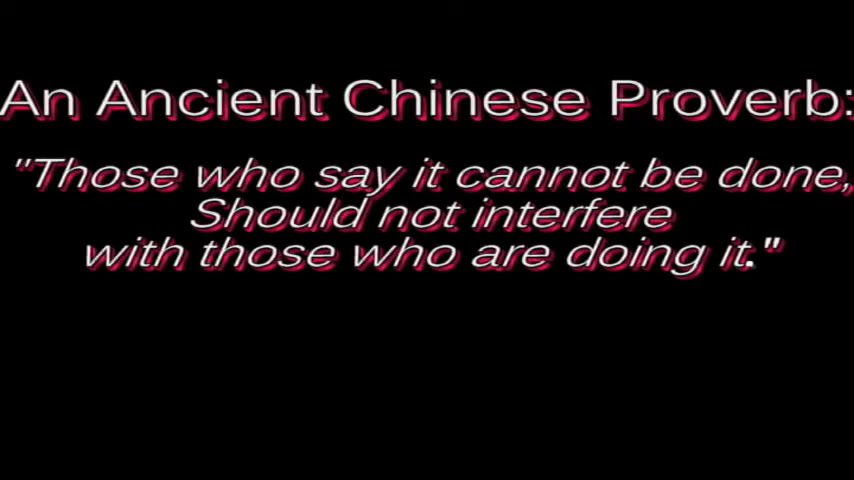 An Ancient Chinese Proverb:
"Those who say it cannot be done,
Should not interfere
with those who are doing it."